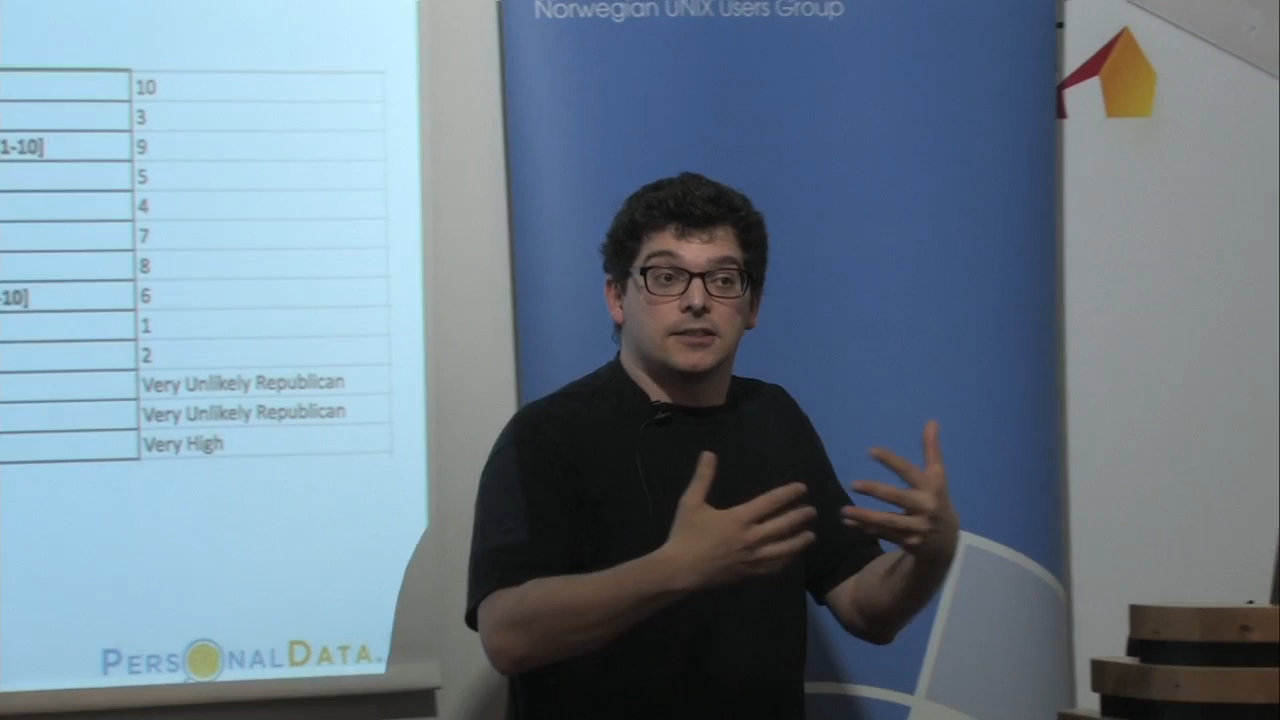 Norwegian UNIX Users Group
10
3
1-10] 9
5
4
7
8
-10] 6
1
2
Very Unlikely Republican
Very Unlikely Republican
Very High
PERSONALDATA.